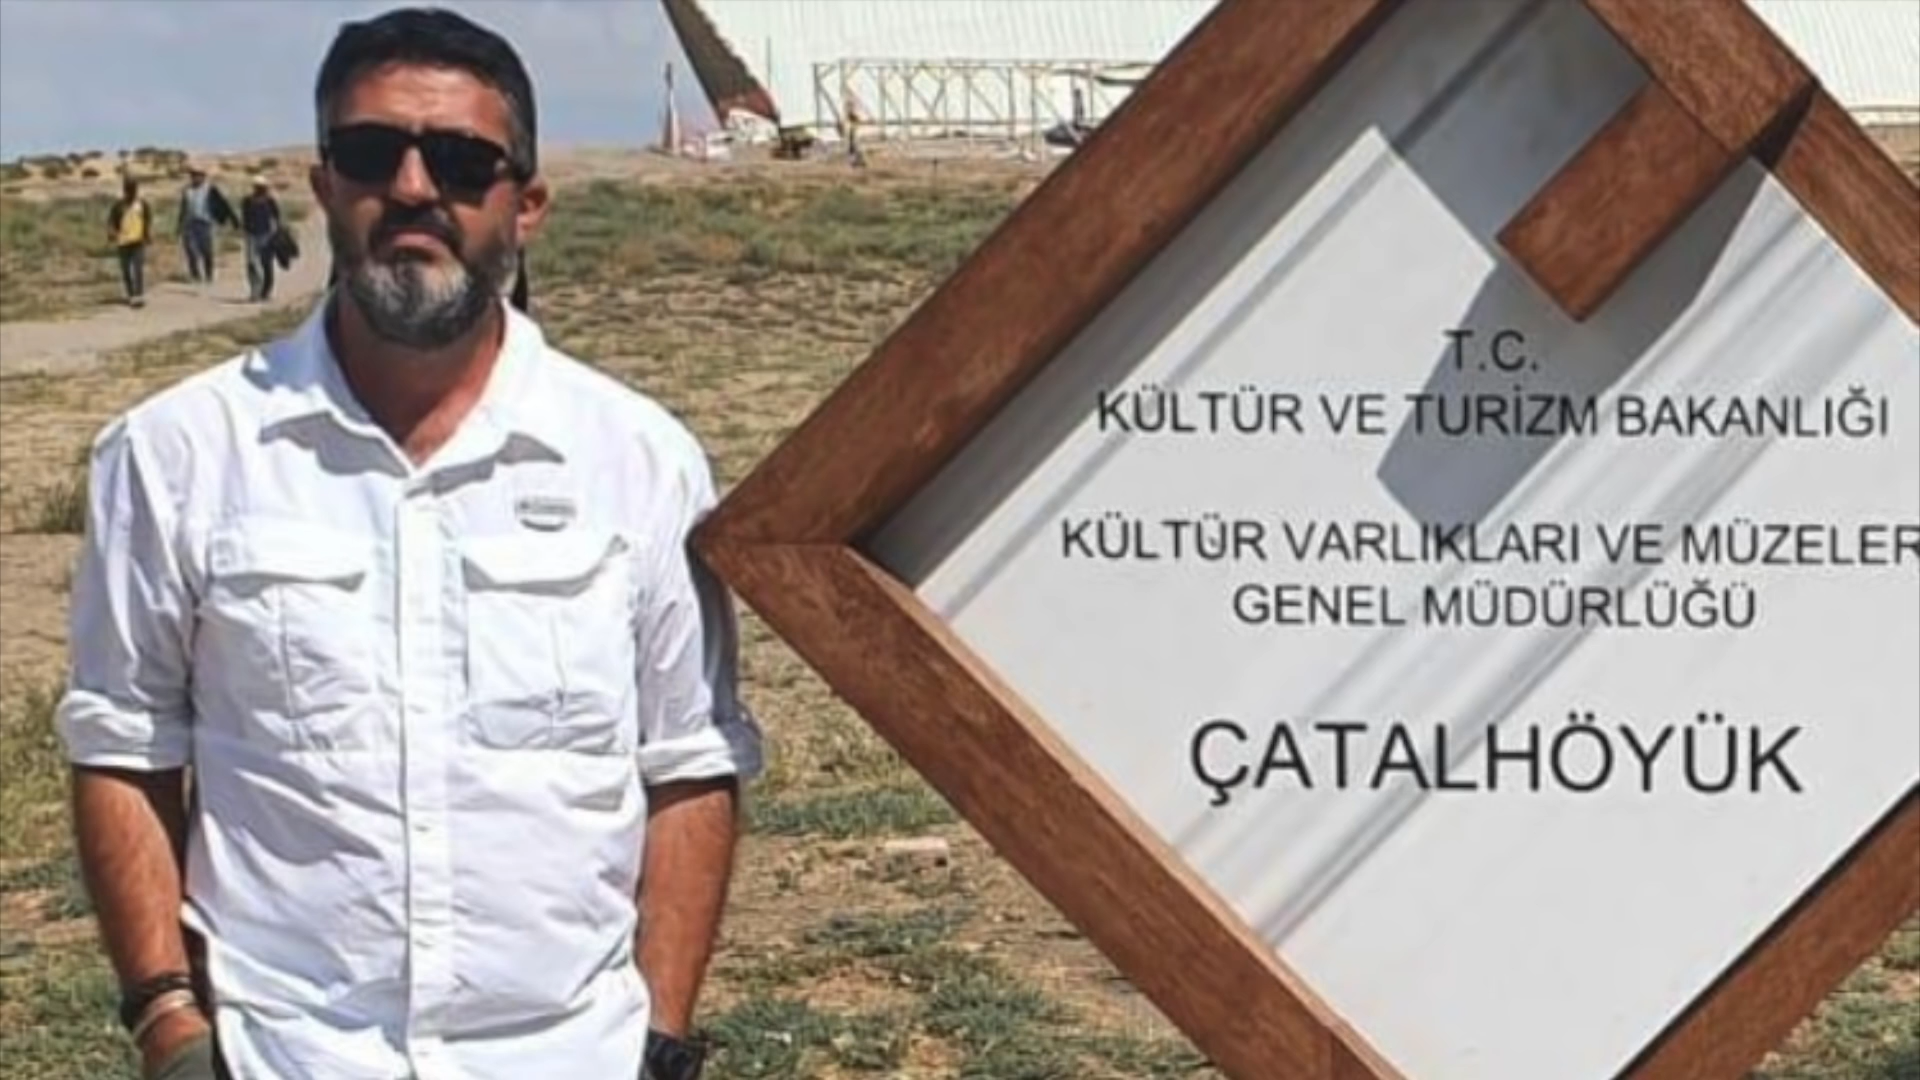 T.C.
KÜLTÜR VE TURİZM BAKANLIĞI
KÜLTÜR VARLIKLARI VE MÜZELER
GENEL MÜDÜRLÜĞÜ
ÇATALHÖYÜK